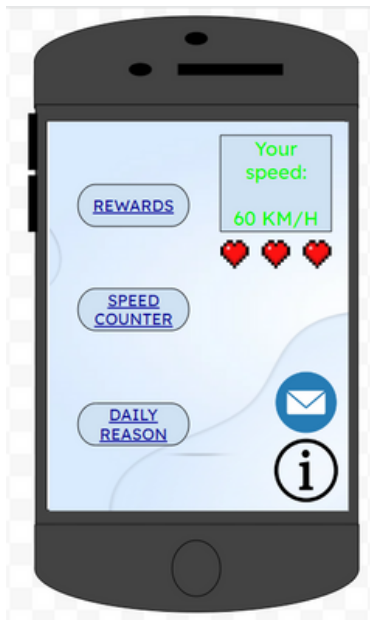 Your
speed:
60 KM/H
REWARDS
SPEED
COUNTER
DAILY
REASON
i